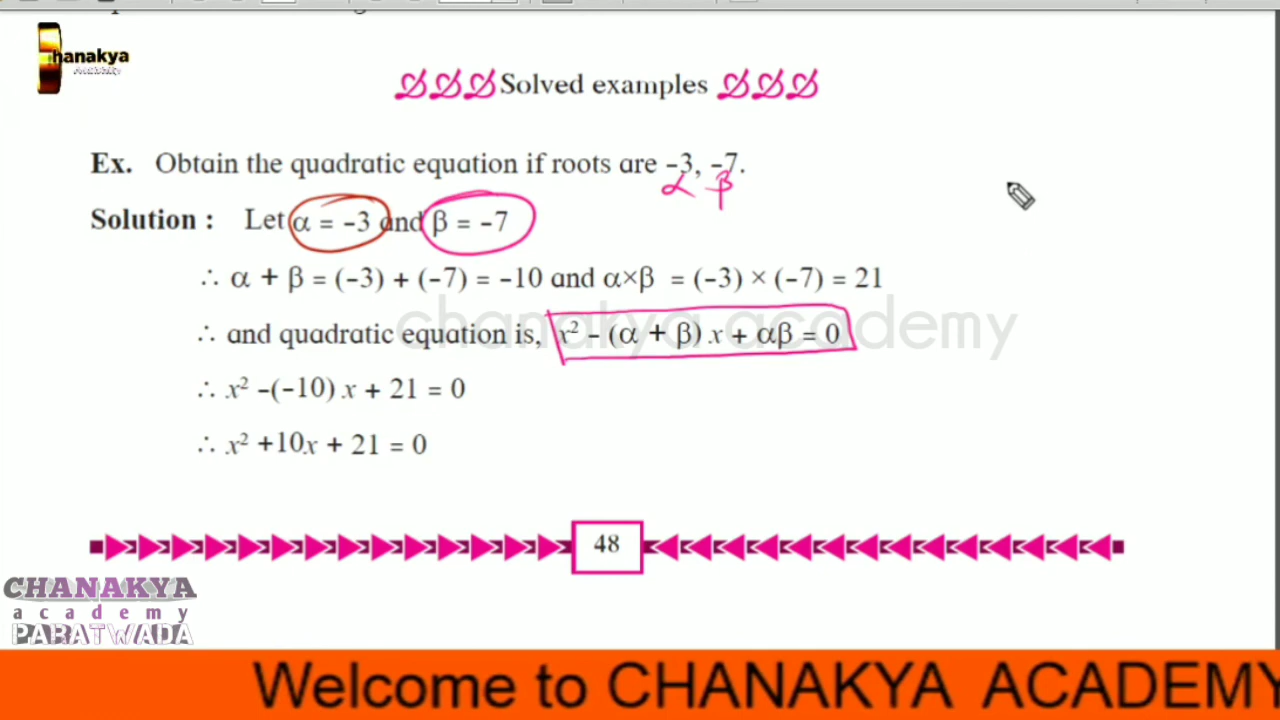 hanakya
Solved examples
Ex. Obtain the quadratic equation if roots are −3, −7.
α β
Solution : Let α = −3 and β = −7
∴ α + β = (−3) + (−7) = −10 and α×β = (−3) × (−7) = 21
chanakya academy
∴ and quadratic equation is, x² − (α + β) x + αβ = 0
∴ x² −(−10) x + 21 = 0
∴ x² +10x + 21 = 0
48
CHANAKYA
academy
PARATWADA
Welcome to CHANAKYA ACADEMY